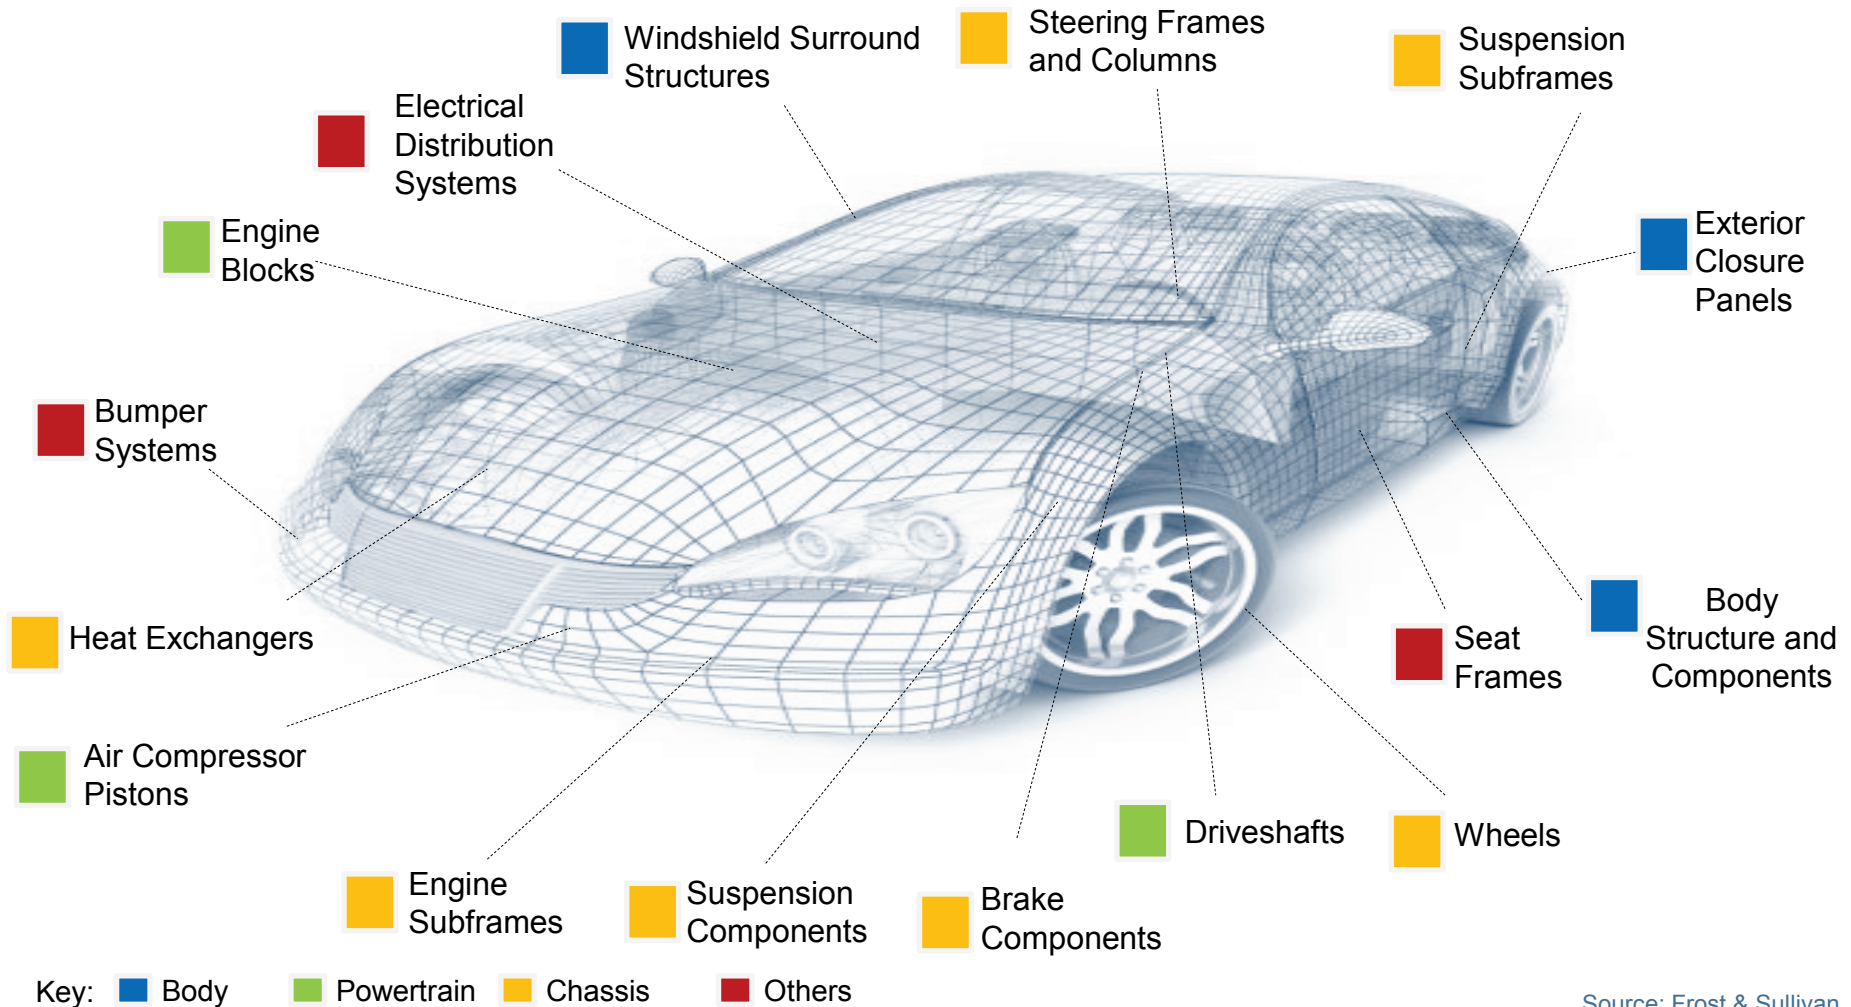 Windshield Surround
Structures
Steering Frames
and Columns
Suspension
Subframes
Electrical
Distribution
Systems
Engine
Blocks
Exterior
Closure
Panels
Bumper
Systems
Heat Exchangers
Body
Structure and
Components
Seat
Frames
Air Compressor
Pistons
Driveshafts
Wheels
Engine
Subframes
Suspension
Components
Brake
Components
Key: Body Powertrain Chassis Others
Source: Frost & Sullivan